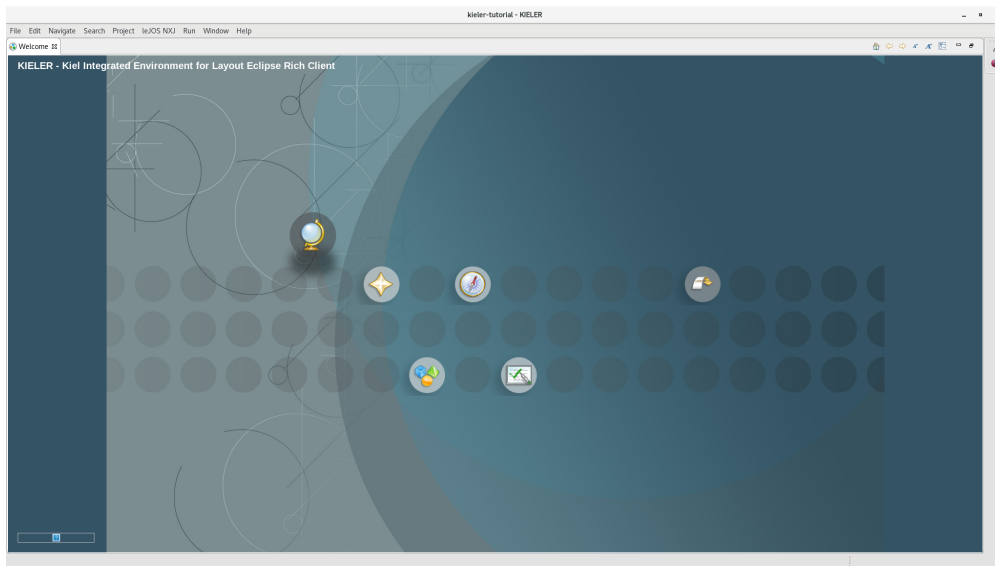 kieler-tutorial - KIELER
File Edit Navigate Search Project leJOS NXJ Run Window Help
Welcome
KIELER - Kiel Integrated Environment for Layout Eclipse Rich Client